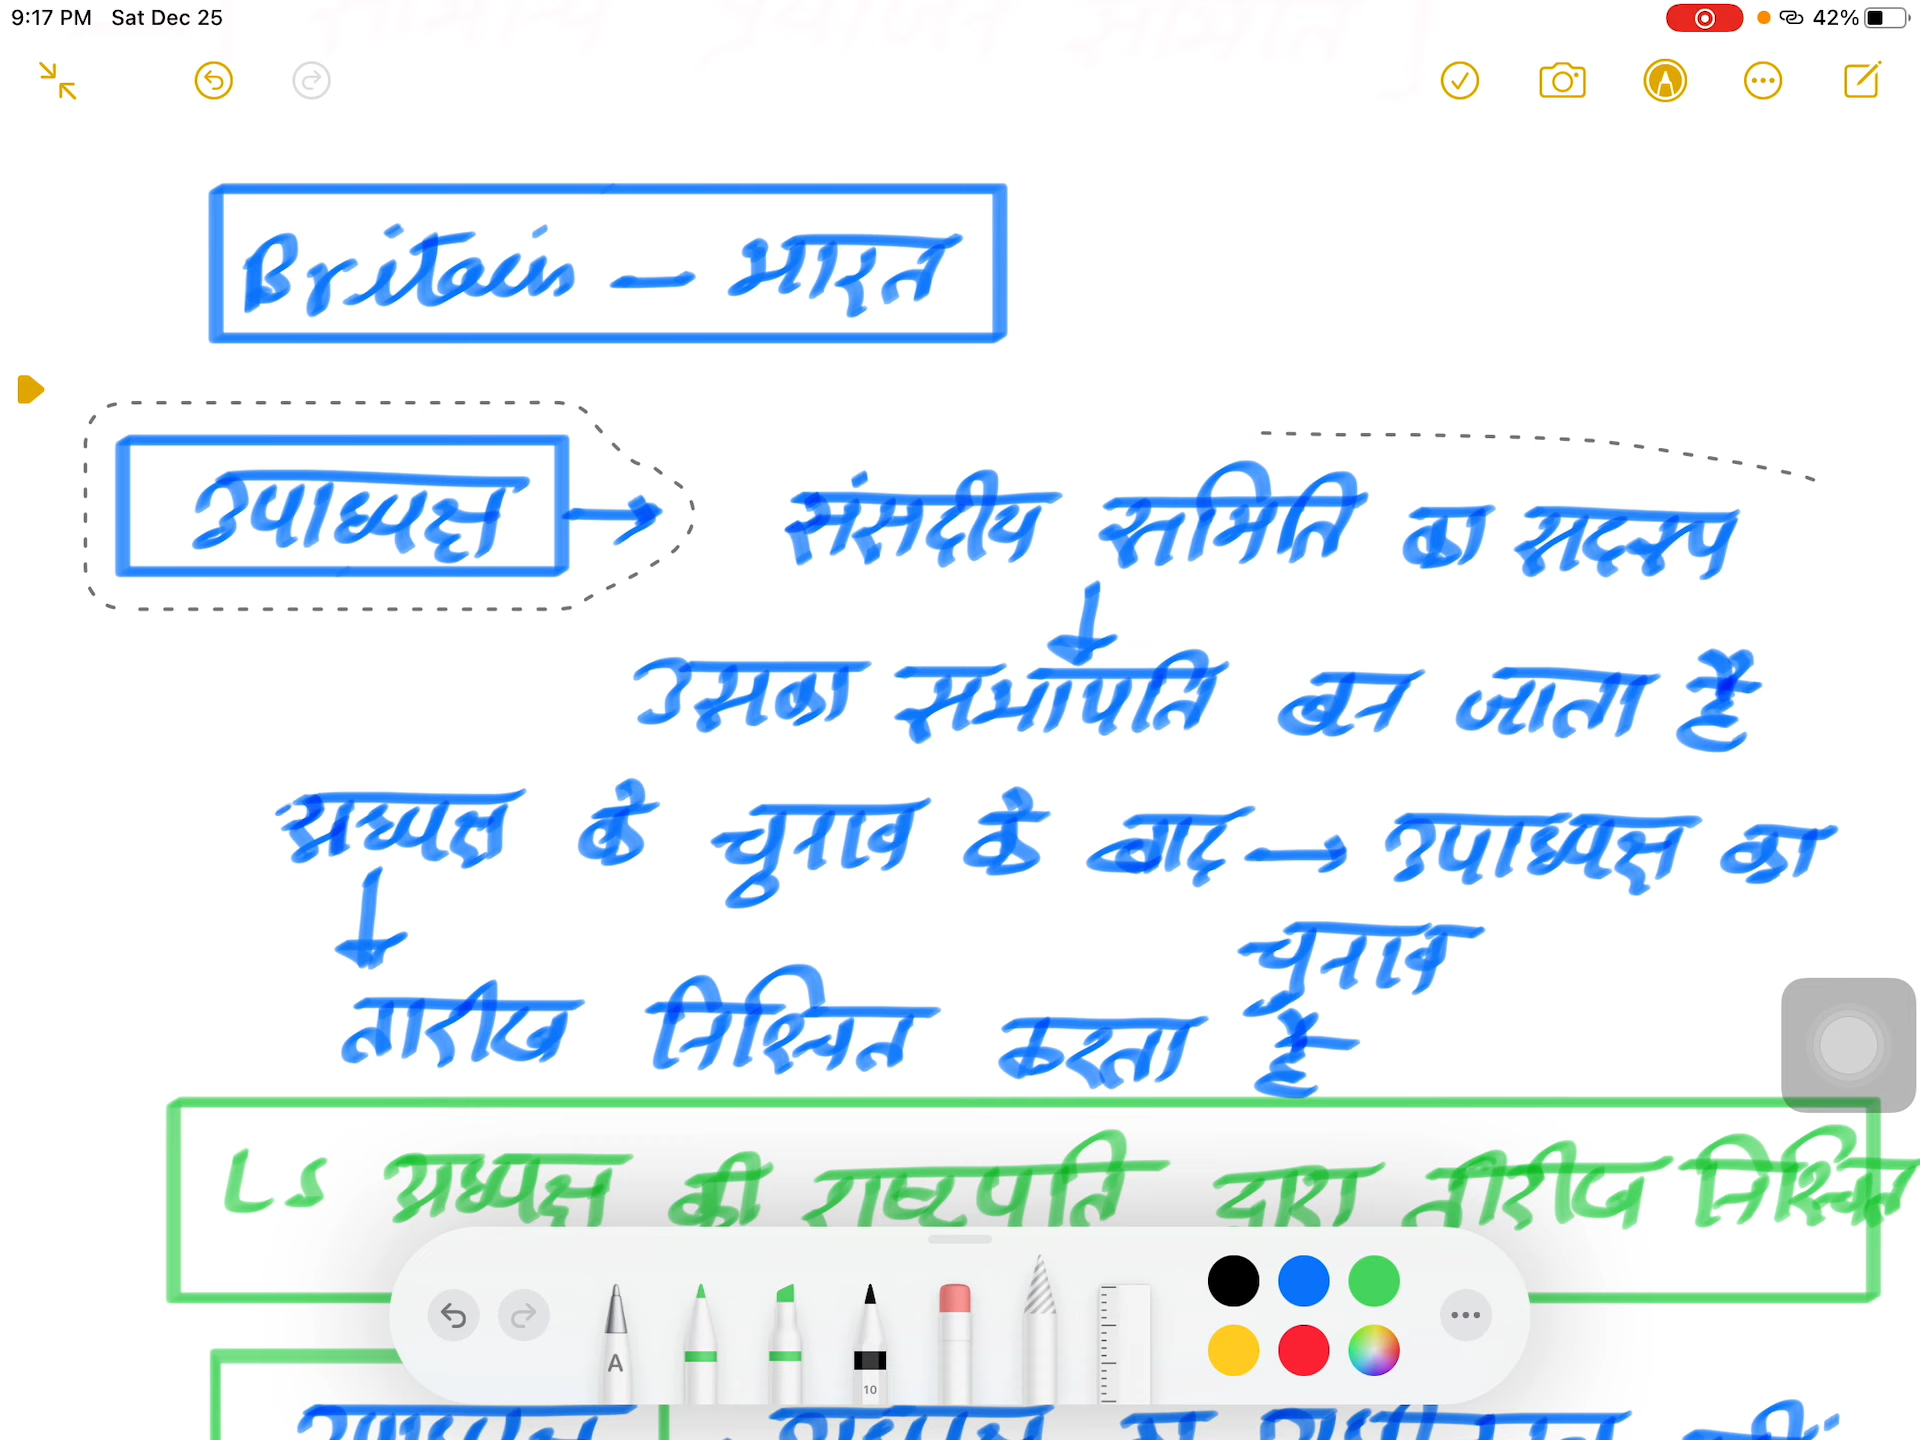 9:17 PM Sat Dec 25 42%
Britain – भारत
उपाध्यक्ष → संसदीय समिति का सदस्य
↓
उसका सभापति बन जाता है
अध्यक्ष के चुनाव के बाद → उपाध्यक्ष का
चुनाव
↓
तारीख निश्चित करता है
LS अध्यक्ष की राष्ट्रपति द्वारा तारीख निश्चित
A 10